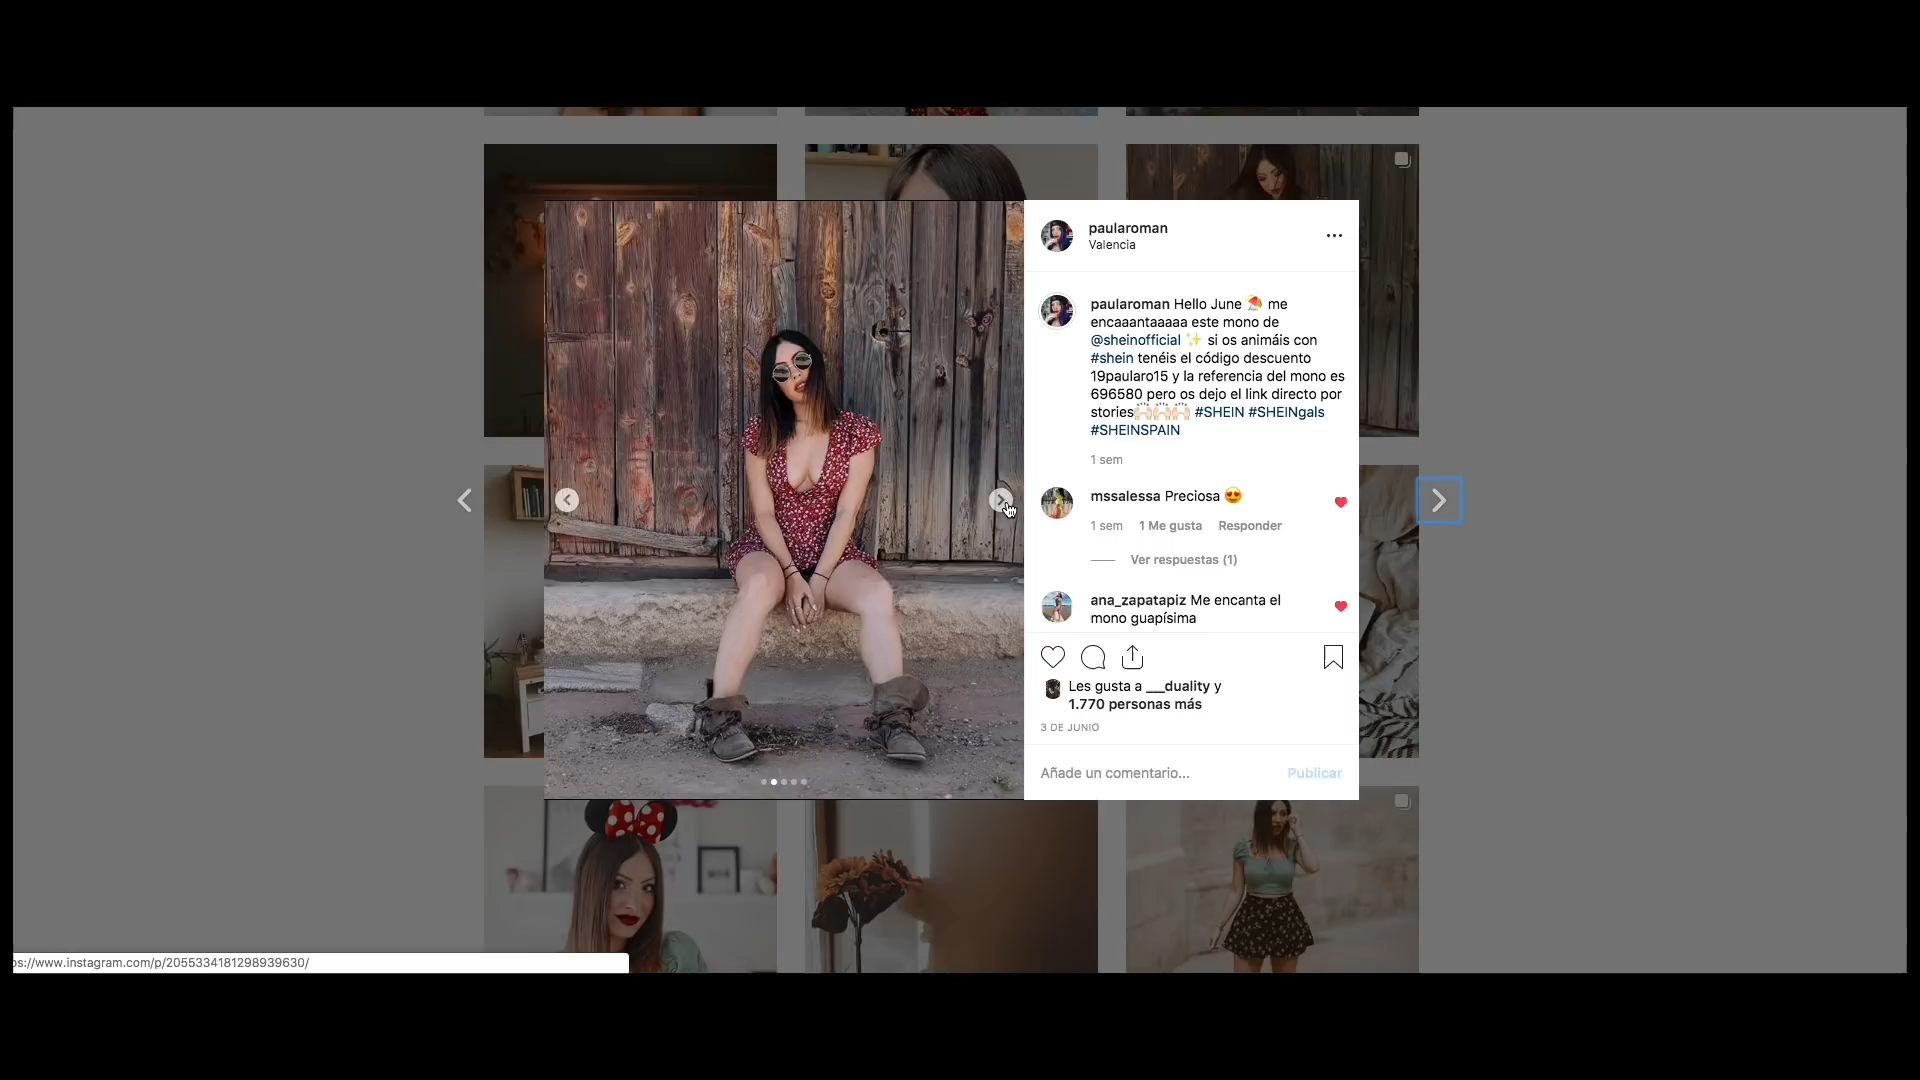 paularoman
Valencia
paularoman Hello June ⛱️ me
encaaantaaaaa este mono de
@sheinofficial ✨ si os animáis con
#shein tenéis el código descuento
19paularo15 y la referencia del mono es
696580 pero os dejo el link directo por
stories🙌🏻🙌🏻🙌🏻 #SHEIN #SHEINgals
#SHEINSPAIN
1 sem
mssalessa Preciosa 😍
1 sem 1 Me gusta Responder
Ver respuestas (1)
ana_zapatapiz Me encanta el
mono guapísima
Les gusta a ___duality y
1.770 personas más
3 DE JUNIO
Añade un comentario... Publicar
ps://www.instagram.com/p/2055334181298939630/